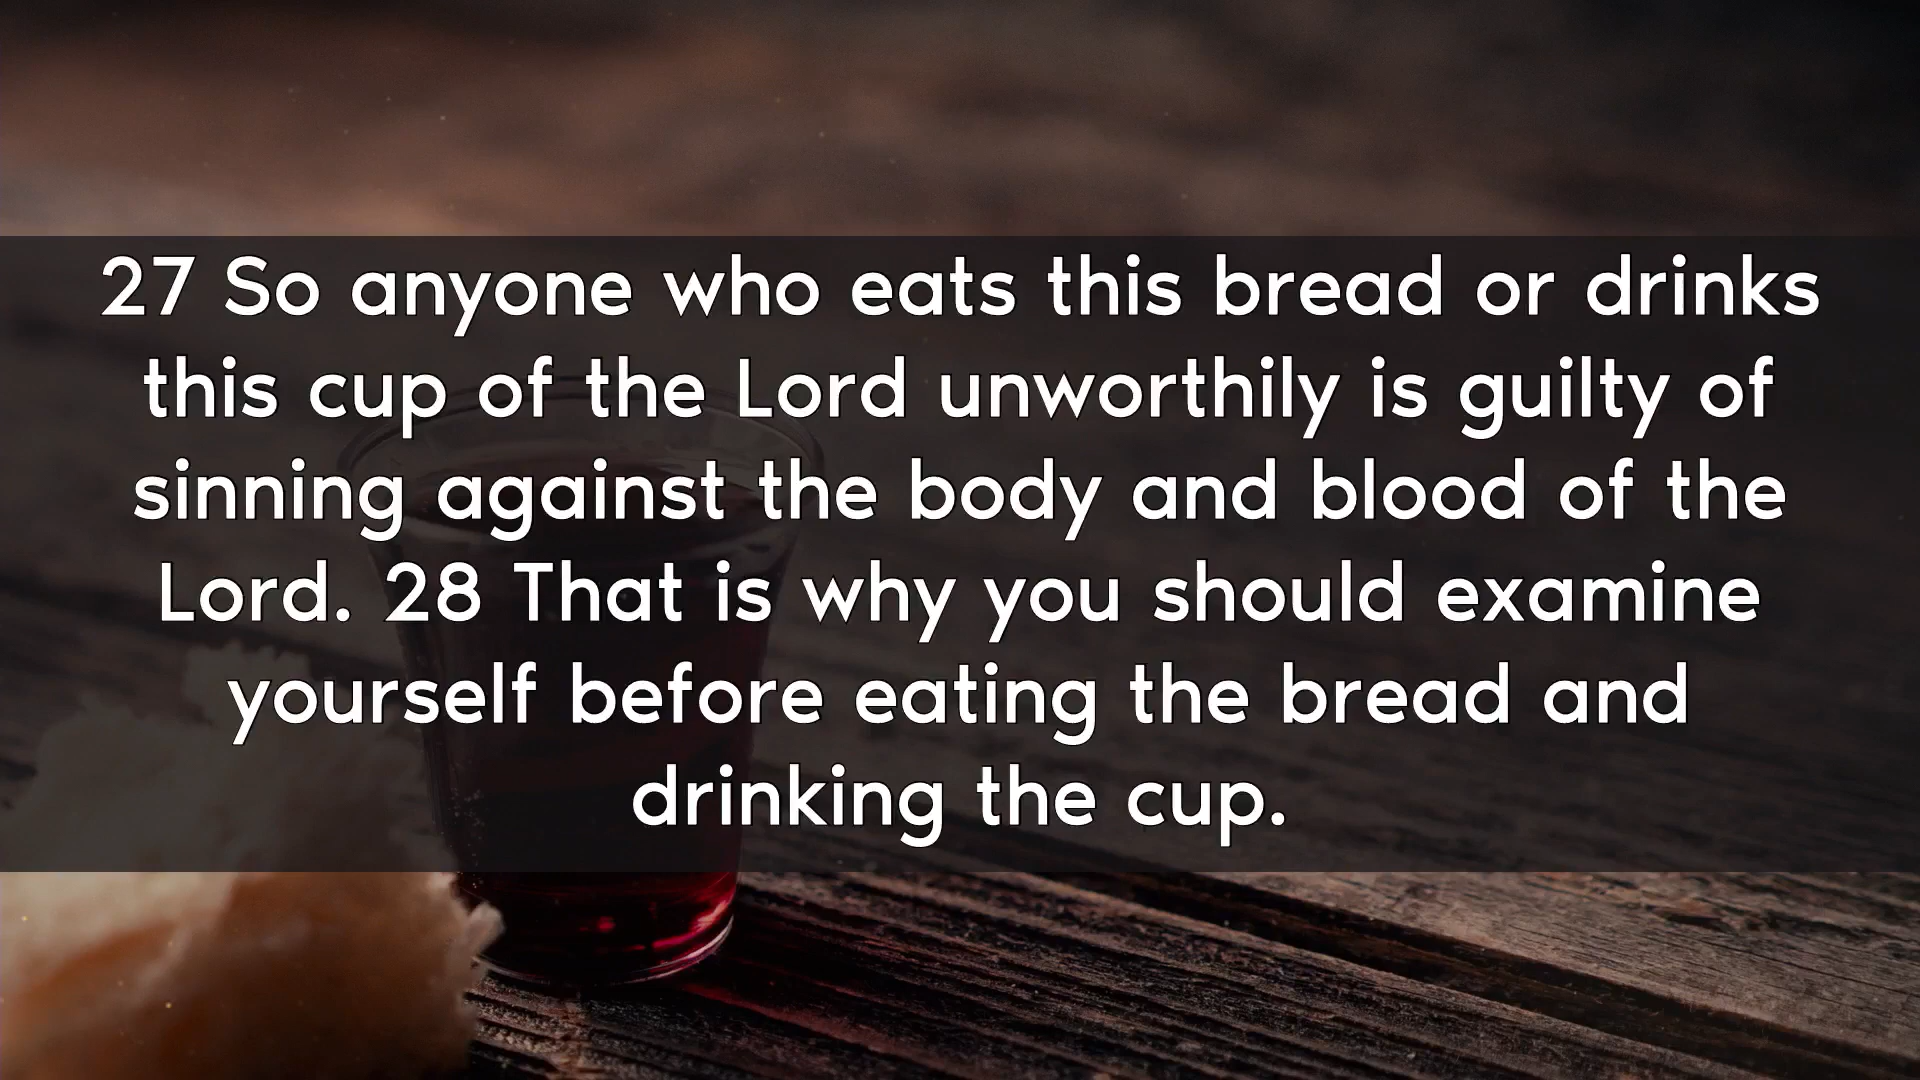 27 So anyone who eats this bread or drinks
this cup of the Lord unworthily is guilty of
sinning against the body and blood of the
Lord. 28 That is why you should examine
yourself before eating the bread and
drinking the cup.